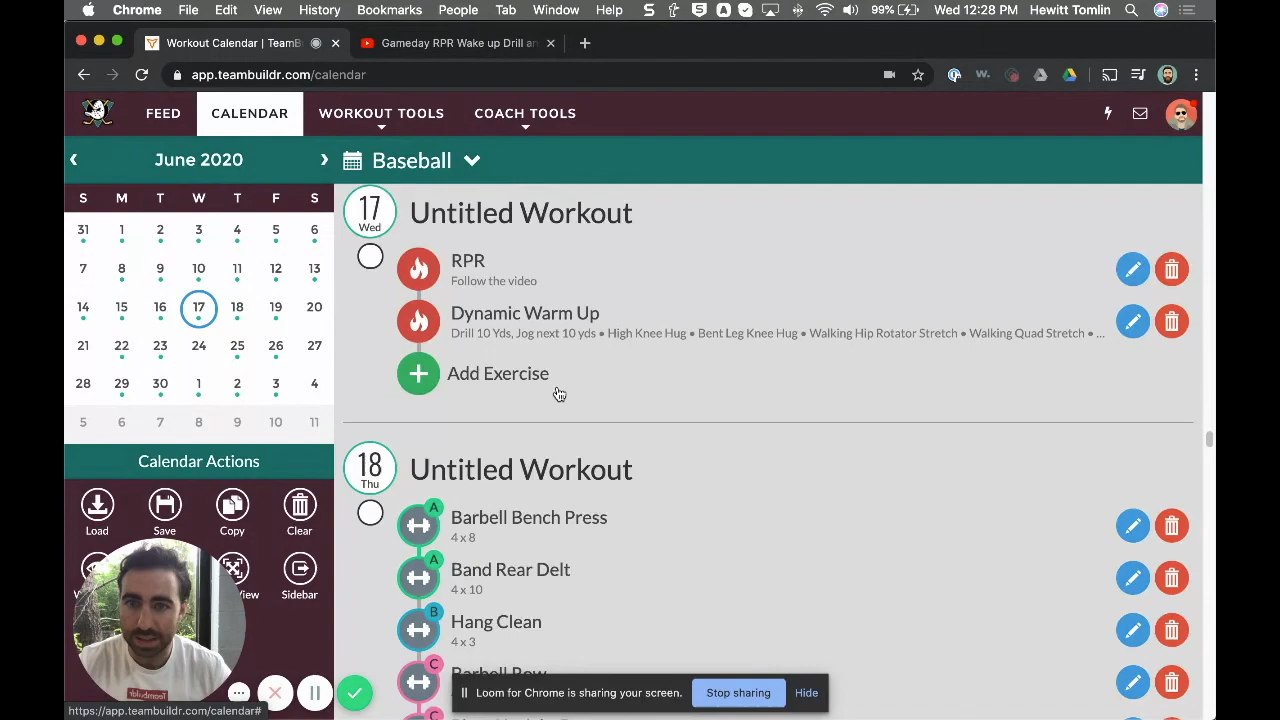 Chrome File Edit View History Bookmarks People Tab Window Help 99% Wed 12:28 PM Hewitt Tomlin
Workout Calendar | TeamB Gameday RPR Wake up Drill an
app.teambuildr.com/calendar
FEED CALENDAR WORKOUT TOOLS COACH TOOLS
June 2020 Baseball
S M T W T F S
31 1 2 3 4 5 6
7 8 9 10 11 12 13
14 15 16 17 18 19 20
21 22 23 24 25 26 27
28 29 30 1 2 3 4
5 6 7 8 9 10 11
Calendar Actions
Load Save Copy Clear
W View Sidebar
17 Wed Untitled Workout
RPR
Follow the video
Dynamic Warm Up
Drill 10 Yds, Jog next 10 yds • High Knee Hug • Bent Leg Knee Hug • Walking Hip Rotator Stretch • Walking Quad Stretch • ...
Add Exercise
18 Thu Untitled Workout
A Barbell Bench Press
4 x 8
A Band Rear Delt
4 x 10
B Hang Clean
4 x 3
C Barbell Row
C
Loom for Chrome is sharing your screen. Stop sharing Hide
Teambuildr
https://app.teambuildr.com/calendar#